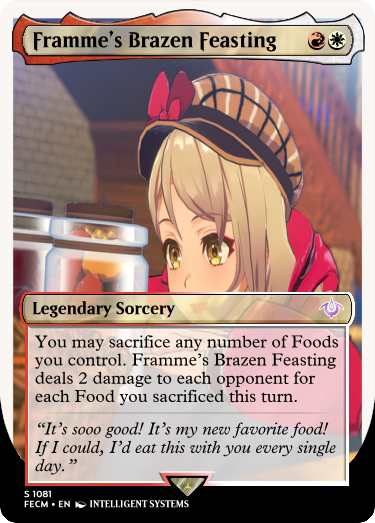 Framme's Brazen Feasting
Legendary Sorcery
You may sacrifice any number of Foods
you control. Framme's Brazen Feasting
deals 2 damage to each opponent for
each Food you sacrificed this turn.
“It's sooo good! It's my new favorite food!
If I could, I'd eat this with you every single
day.”
S 1081
FECM • EN INTELLIGENT SYSTEMS